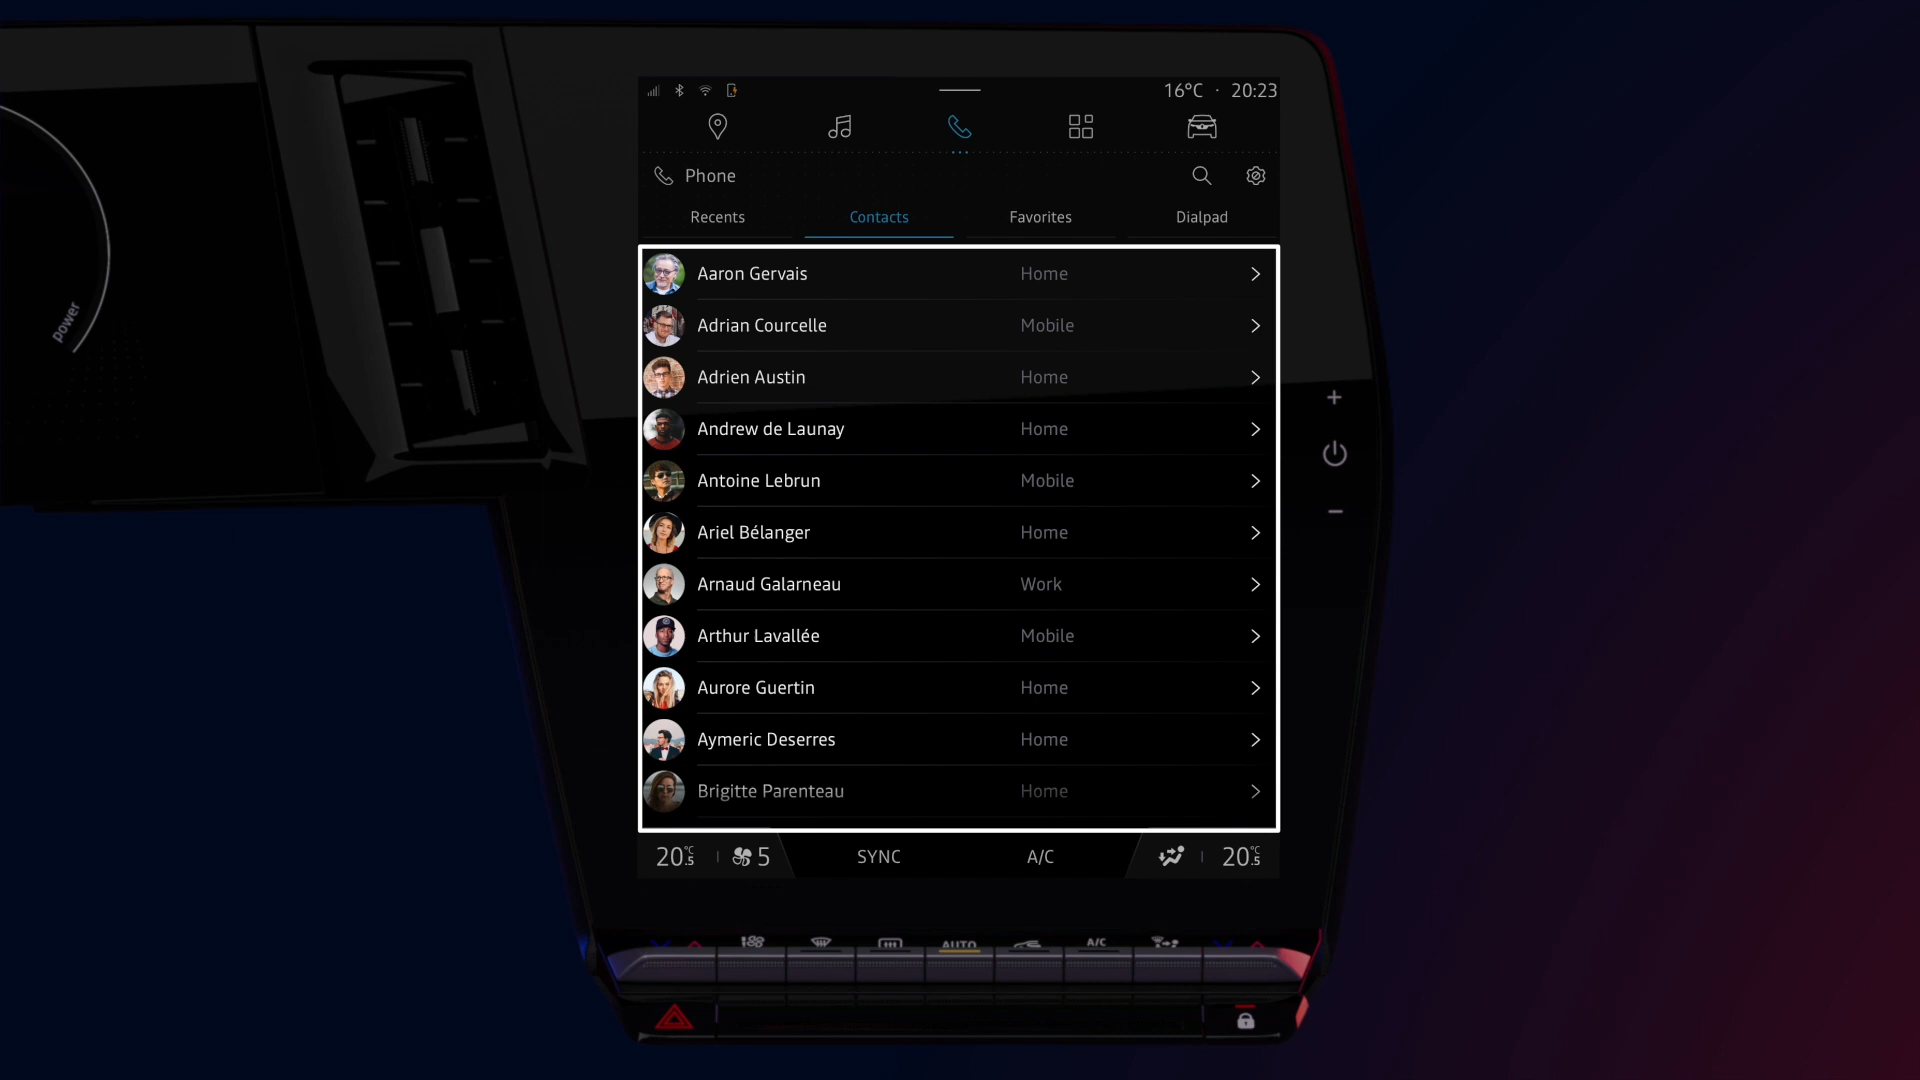 16°C · 20:23
Phone
Recents Contacts Favorites Dialpad
Aaron Gervais Home
Adrian Courcelle Mobile
Adrien Austin Home
Andrew de Launay Home
Antoine Lebrun Mobile
Ariel Bélanger Home
Arnaud Galarneau Work
Arthur Lavallée Mobile
Aurore Guertin Home
Aymeric Deserres Home
Brigitte Parenteau Home
20.5°C 5 SYNC A/C 20.5°C
power
AUTO A/C